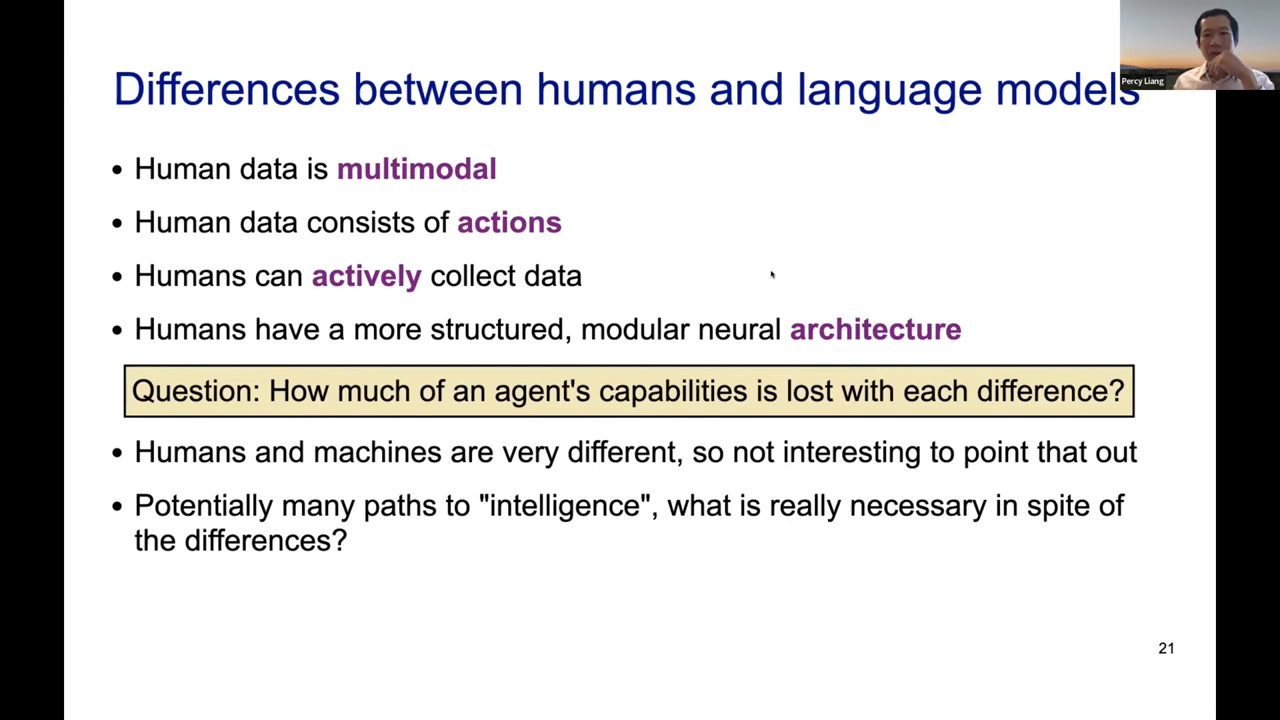 Differences between humans and language models
Percy Liang
• Human data is multimodal
• Human data consists of actions
• Humans can actively collect data
• Humans have a more structured, modular neural architecture
Question: How much of an agent's capabilities is lost with each difference?
• Humans and machines are very different, so not interesting to point that out
• Potentially many paths to "intelligence", what is really necessary in spite of
the differences?
21